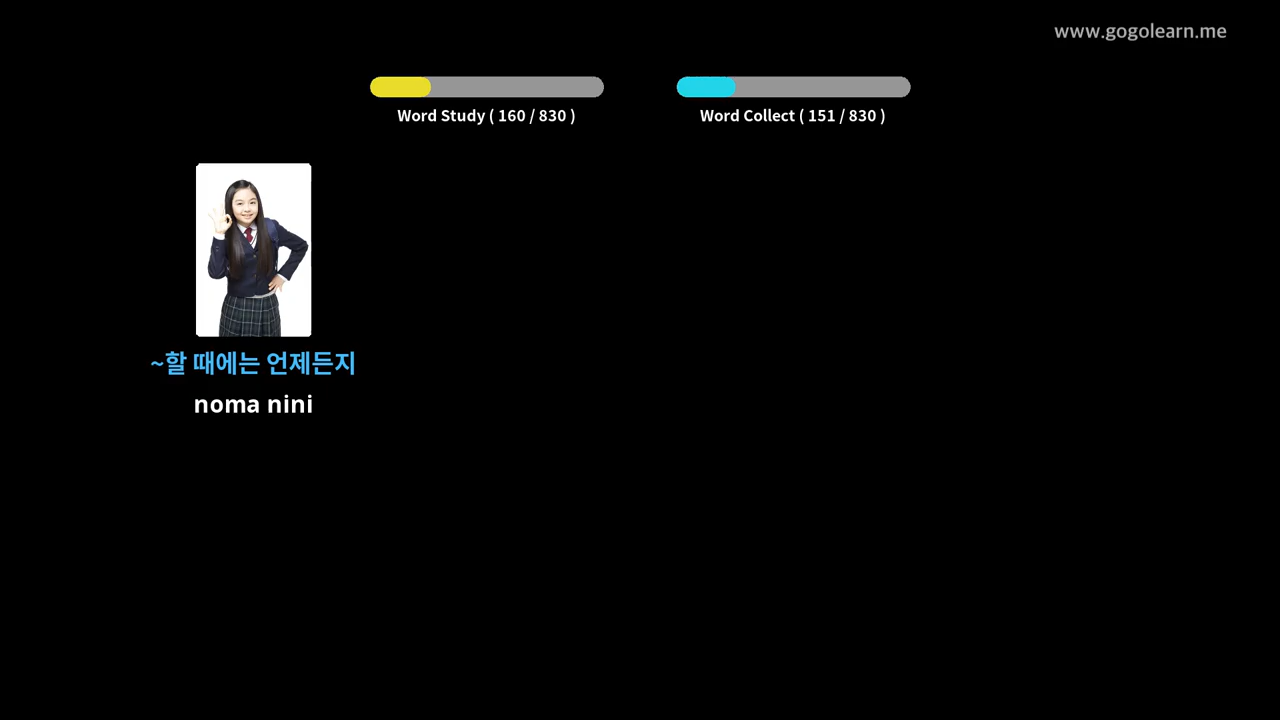 www.gogolearn.me
Word Study ( 160 / 830 )
Word Collect ( 151 / 830 )
~할 때에는 언제든지
noma nini